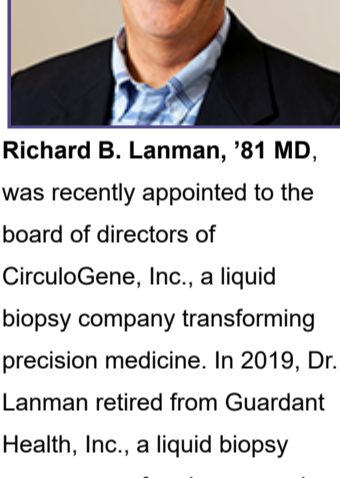 Richard B. Lanman, ’81 MD,
was recently appointed to the
board of directors of
CirculoGene, Inc., a liquid
biopsy company transforming
precision medicine. In 2019, Dr.
Lanman retired from Guardant
Health, Inc., a liquid biopsy